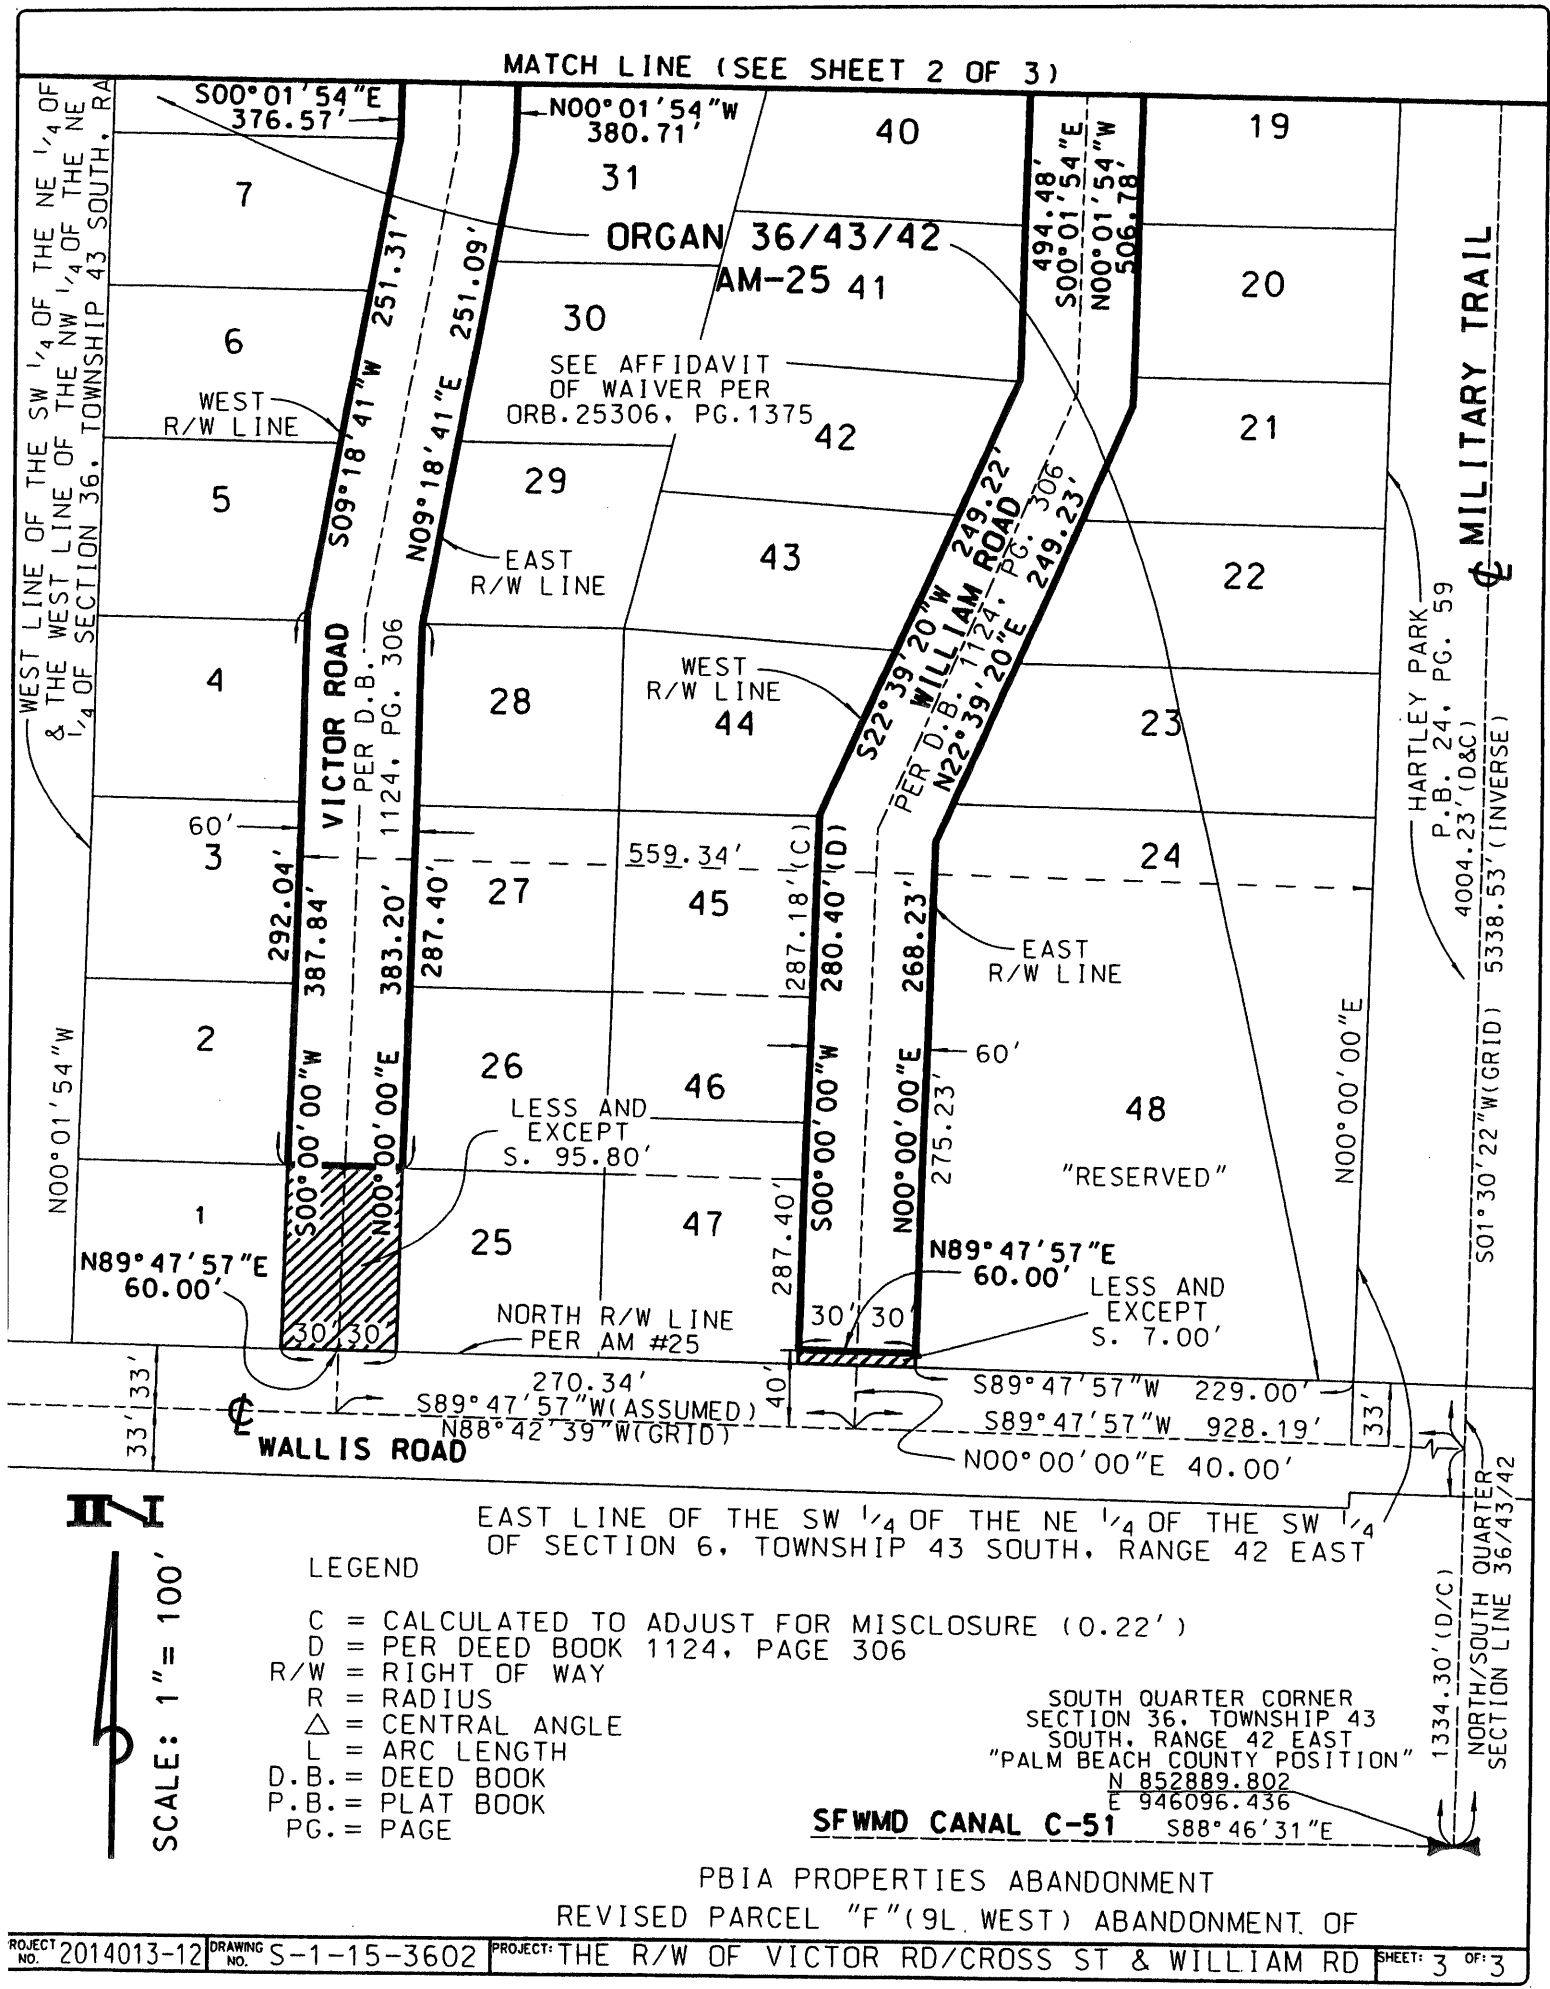 MATCH LINE (SEE SHEET 2 OF 3)
WEST LINE OF THE SW 1/4 OF THE NE 1/4 OF
& THE WEST LINE OF THE NW 1/4 OF THE NE
1/4 OF SECTION 36, TOWNSHIP 43 SOUTH, RA
S00°01'54"E
376.57'
N00°01'54"W
380.71'
7
31
40
19
494.48'
S00°01'54"E
N00°01'54"W
506.78'
ORGAN 36/43/42
AM-25
41
20
251.31'
251.09'
6
30
SEE AFFIDAVIT
OF WAIVER PER
ORB.25306, PG.1375
WEST
R/W LINE
S09°18'41"W
N09°18'41"E
42
21
5
29
43
22
EAST
R/W LINE
249.22'
249.23'
WILLIAM ROAD
PER D.B. 1124, PG. 306
S22°39'20"W
N22°39'20"E
℄ MILITARY TRAIL
HARTLEY PARK
P.B. 24, PG. 59
4004.23'(D&C)
5338.53'(INVERSE)
S01°30'22"W(GRID)
4
28
WEST
R/W LINE
44
23
VICTOR ROAD
PER D.B.
1124, PG. 306
60'
3
27
559.34'
45
24
292.04'
387.84'
383.20'
287.40'
287.18'(C)
280.40'(D)
268.23'
EAST
R/W LINE
2
26
46
48
60'
275.23'
N00°01'54"W
S00°00'00"W
N00°00'00"E
S00°00'00"W
N00°00'00"E
N00°00'00"E
LESS AND
EXCEPT
S. 95.80'
"RESERVED"
1
25
47
287.40'
N89°47'57"E
60.00'
N89°47'57"E
60.00'
LESS AND
EXCEPT
S. 7.00'
30' 30'
30' 30'
NORTH R/W LINE
PER AM #25
33'
33'
270.34'
S89°47'57"W(ASSUMED)
N88°42'39"W(GRID)
40'
S89°47'57"W 229.00'
S89°47'57"W 928.19'
33'
N00°00'00"E 40.00'
℄
WALLIS ROAD
EAST LINE OF THE SW 1/4 OF THE NE 1/4 OF THE SW 1/4
OF SECTION 6, TOWNSHIP 43 SOUTH, RANGE 42 EAST
N
SCALE: 1"= 100'
LEGEND
C = CALCULATED TO ADJUST FOR MISCLOSURE (0.22')
D = PER DEED BOOK 1124, PAGE 306
R/W = RIGHT OF WAY
R = RADIUS
△ = CENTRAL ANGLE
L = ARC LENGTH
D.B.= DEED BOOK
P.B.= PLAT BOOK
PG.= PAGE
1334.30'(D/C)
NORTH/SOUTH QUARTER
SECTION LINE 36/43/42
SOUTH QUARTER CORNER
SECTION 36, TOWNSHIP 43
SOUTH, RANGE 42 EAST
"PALM BEACH COUNTY POSITION"
N 852889.802
E 946096.436
SFWMD CANAL C-51
S88°46'31"E
PBIA PROPERTIES ABANDONMENT
REVISED PARCEL "F"(9L WEST) ABANDONMENT OF
ROJECT NO. 2014013-12 DRAWING NO. S-1-15-3602 PROJECT: THE R/W OF VICTOR RD/CROSS ST & WILLIAM RD SHEET: 3 OF: 3